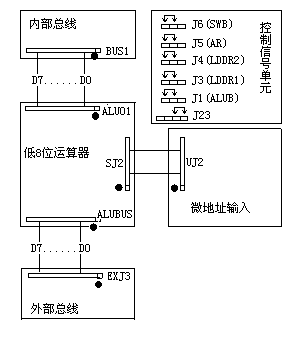 内部总线
BUS1
D7......D0
ALUO1
低8位运算器
SJ2
ALUBUS
D7......D0
EXJ3
外部总线
J6(SWB)
J5(AR)
J4(LDDR2)
J3(LDDR1)
J1(ALUB)
J23
控制信号单元
UJ2
微地址输入